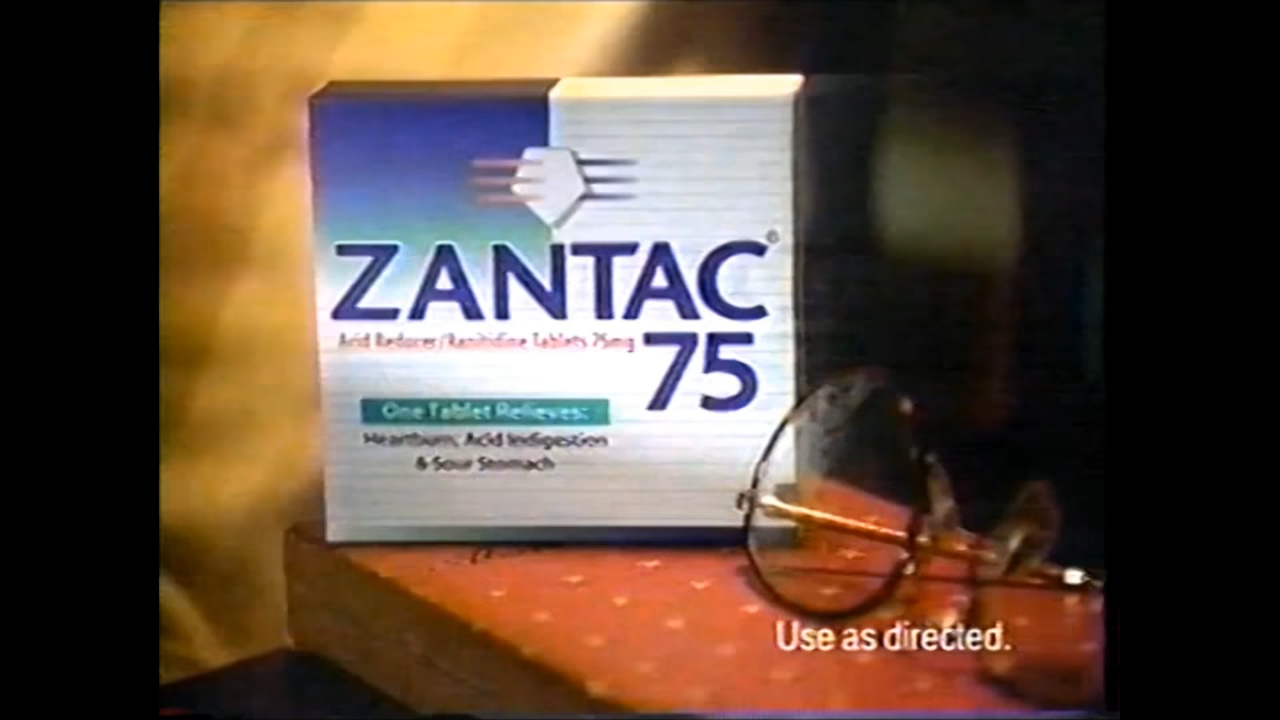 ZANTAC®
75
Acid Reducer/Ranitidine Tablets 75mg
One Tablet Relieves:
Heartburn, Acid Indigestion
& Sour Stomach
Use as directed.